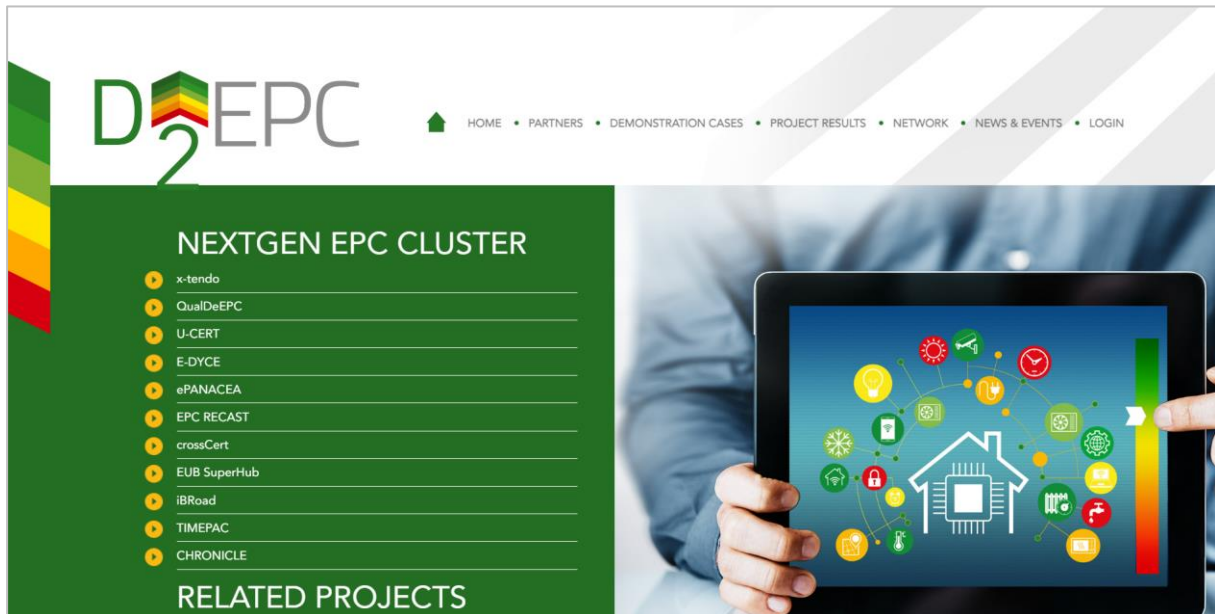 D2EPC
HOME • PARTNERS • DEMONSTRATION CASES • PROJECT RESULTS • NETWORK • NEWS & EVENTS • LOGIN
NEXTGEN EPC CLUSTER
x-tendo
QualDeEPC
U-CERT
E-DYCE
ePANACEA
EPC RECAST
crossCert
EUB SuperHub
iBRoad
TIMEPAC
CHRONICLE
RELATED PROJECTS